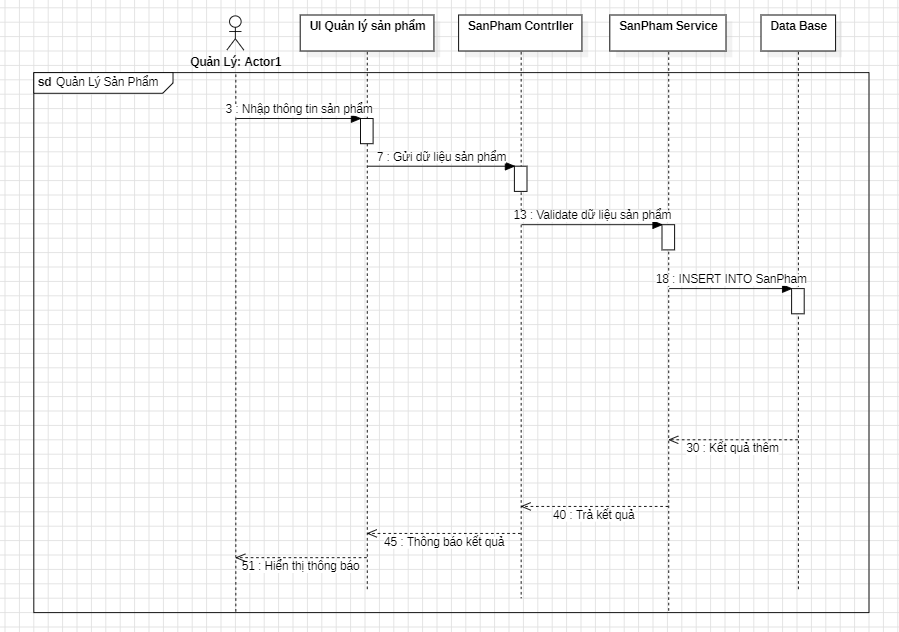 UI Quản lý sản phẩm
SanPham Contrller
SanPham Service
Data Base
Quản Lý: Actor1
sd Quản Lý Sản Phẩm
3 : Nhập thông tin sản phẩm
7 : Gửi dữ liệu sản phẩm
13 : Validate dữ liệu sản phẩm
18 : INSERT INTO SanPham
30 : Kết quả thêm
40 : Trả kết quả
45 : Thông báo kết quả
51 : Hiển thị thông báo